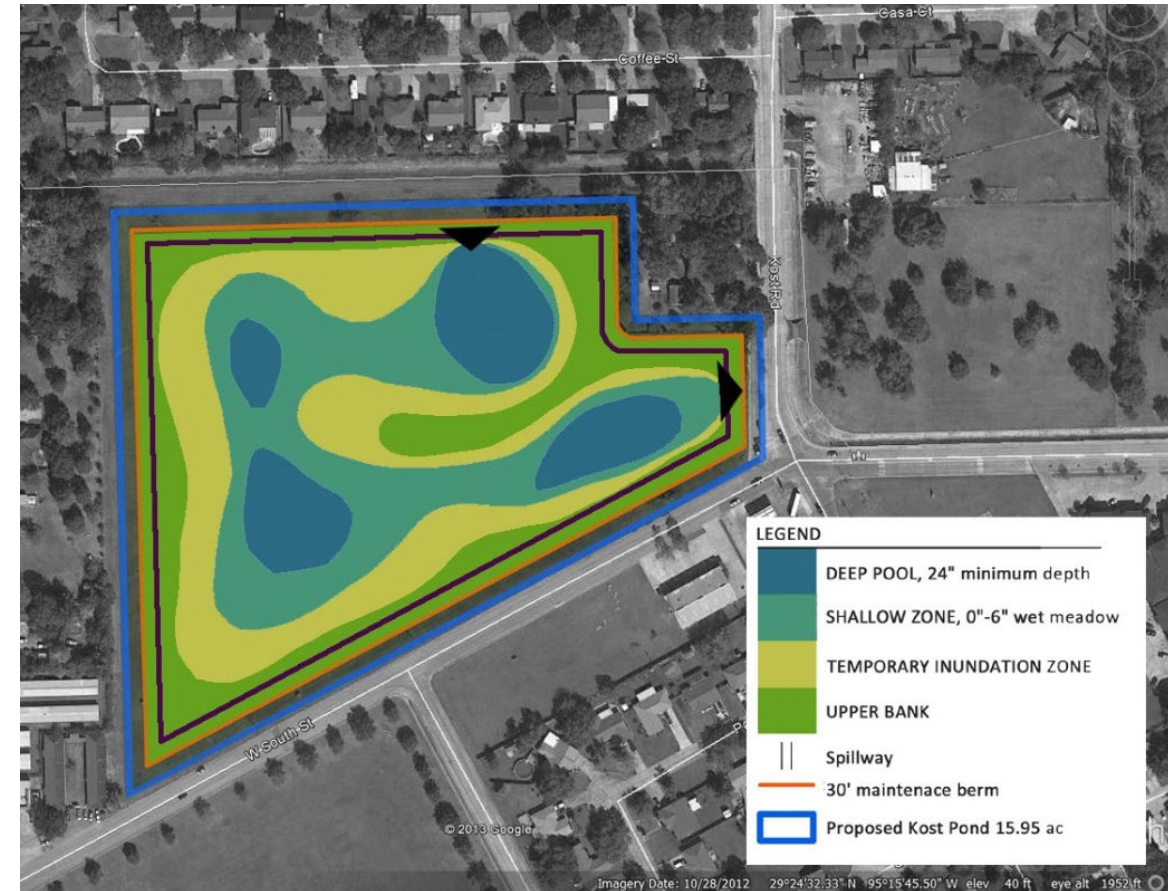 Casa Ct
Coffee St
Kost Rd
W South St
LEGEND
DEEP POOL, 24" minimum depth
SHALLOW ZONE, 0"-6" wet meadow
TEMPORARY INUNDATION ZONE
UPPER BANK
Spillway
30' maintenace berm
Proposed Kost Pond 15.95 ac
© 2013 Google
Imagery Date: 10/28/2012 29°24'32.33" N 95°15'45.50" W elev 40 ft eye alt 1952 ft